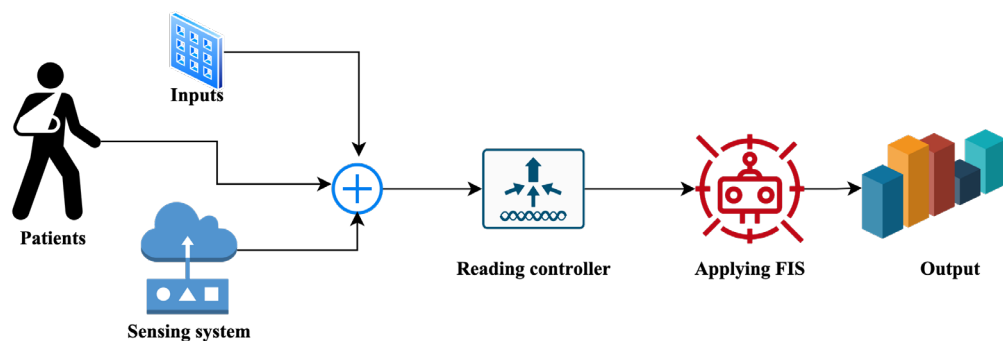 Inputs
Patients
Sensing system
Reading controller
Applying FIS
Output